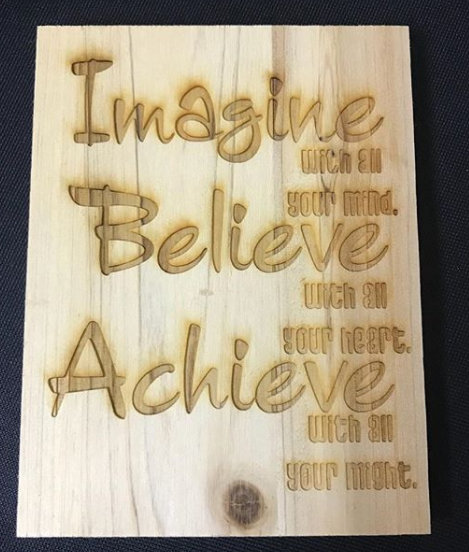 Imagine
with all
your mind.
Believe
with all
your heart.
Achieve
with all
your might.